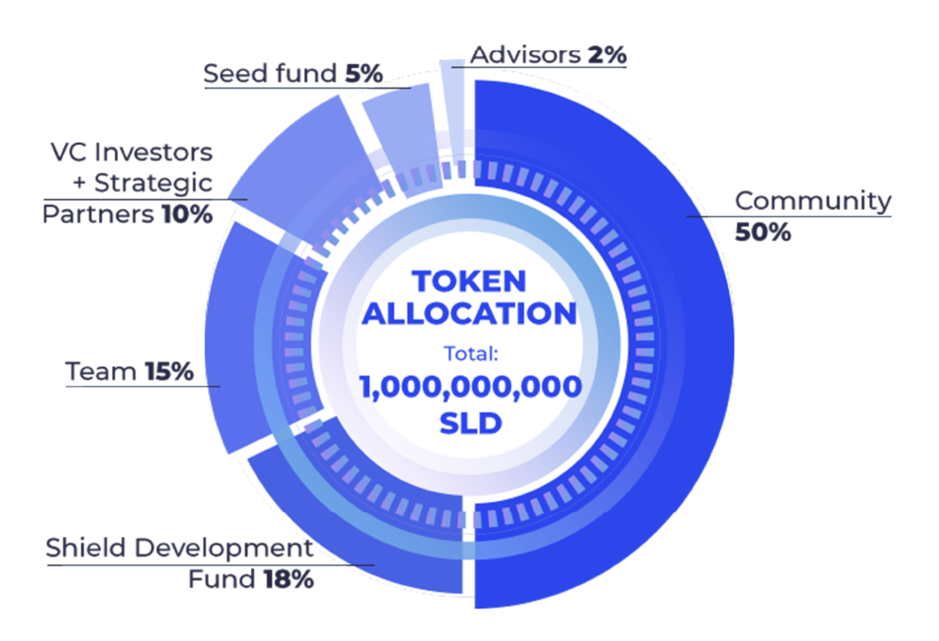 Advisors 2%
Seed fund 5%
VC Investors
+ Strategic
Partners 10%
Community
50%
TOKEN
ALLOCATION
Total:
1,000,000,000
SLD
Team 15%
Shield Development
Fund 18%